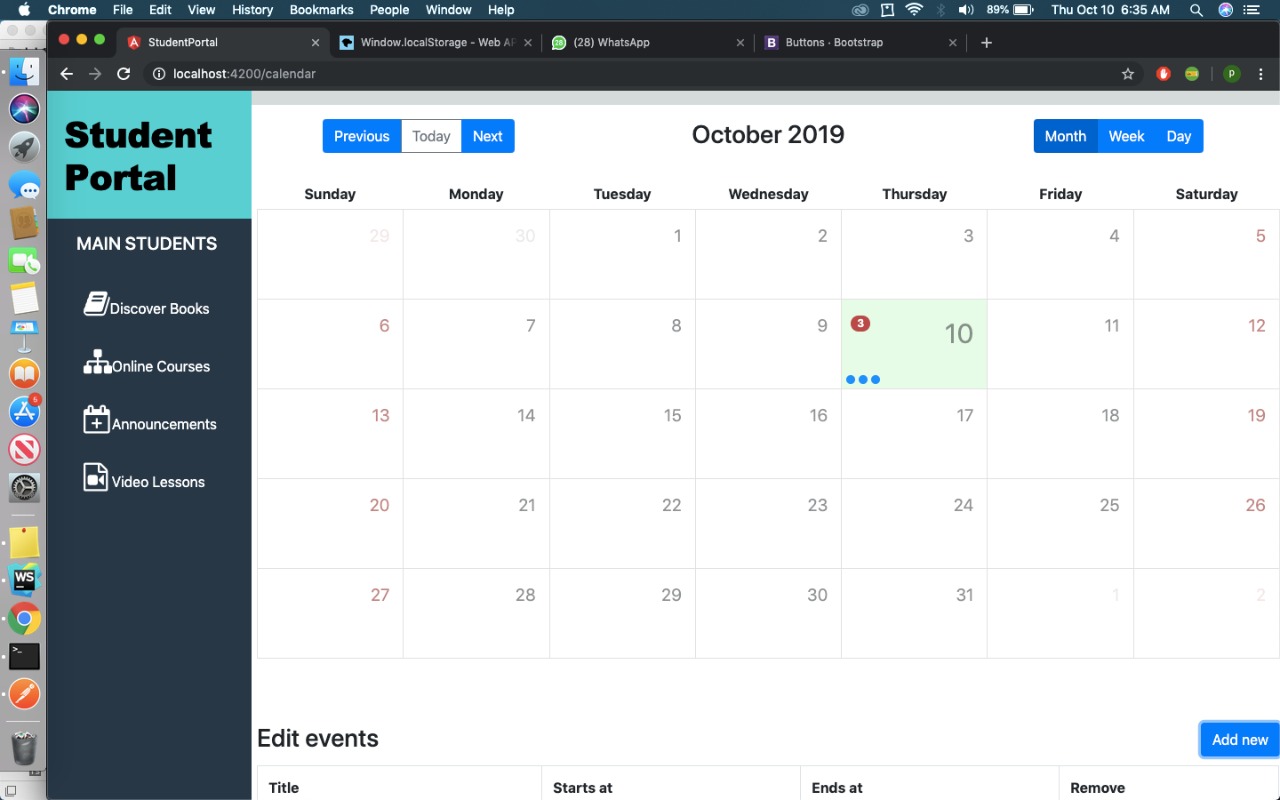 Chrome File Edit View History Bookmarks People Window Help 89% Thu Oct 10 6:35 AM
StudentPortal Window.localStorage - Web AP (28) WhatsApp B Buttons · Bootstrap
localhost:4200/calendar P
Student
Portal
MAIN STUDENTS
Discover Books
Online Courses
Announcements
Video Lessons
5
WS
Previous Today Next October 2019 Month Week Day
Sunday Monday Tuesday Wednesday Thursday Friday Saturday
29 30 1 2 3 4 5
6 7 8 9 3 10 11 12
13 14 15 16 17 18 19
20 21 22 23 24 25 26
27 28 29 30 31 1 2
Edit events Add new
Title Starts at Ends at Remove